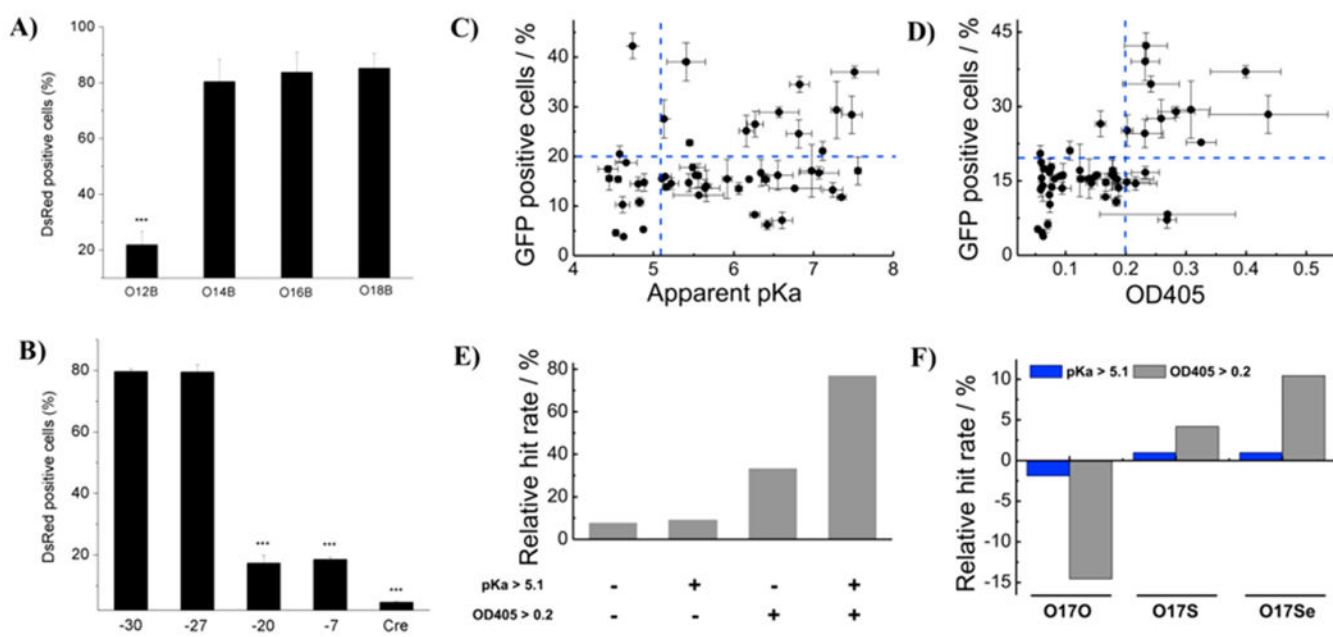 A)
DsRed positive cells (%)
100
80
60
40
20
***
O12B O14B O16B O18B
B)
DsRed positive cells (%)
80
60
40
20
*** *** ***
-30 -27 -20 -7 Cre
C)
GFP positive cells / %
40
30
20
10
0
4 5 6 7 8
Apparent pKa
D)
GFP positive cells / %
45
30
15
0
0.1 0.2 0.3 0.4 0.5
OD405
E)
Relative hit rate / %
80
60
40
20
0
pKa > 5.1 - + - +
OD405 > 0.2 - - + +
F)
Relative hit rate / %
pKa > 5.1 OD405 > 0.2
10
5
0
-5
-10
-15
O17O O17S O17Se